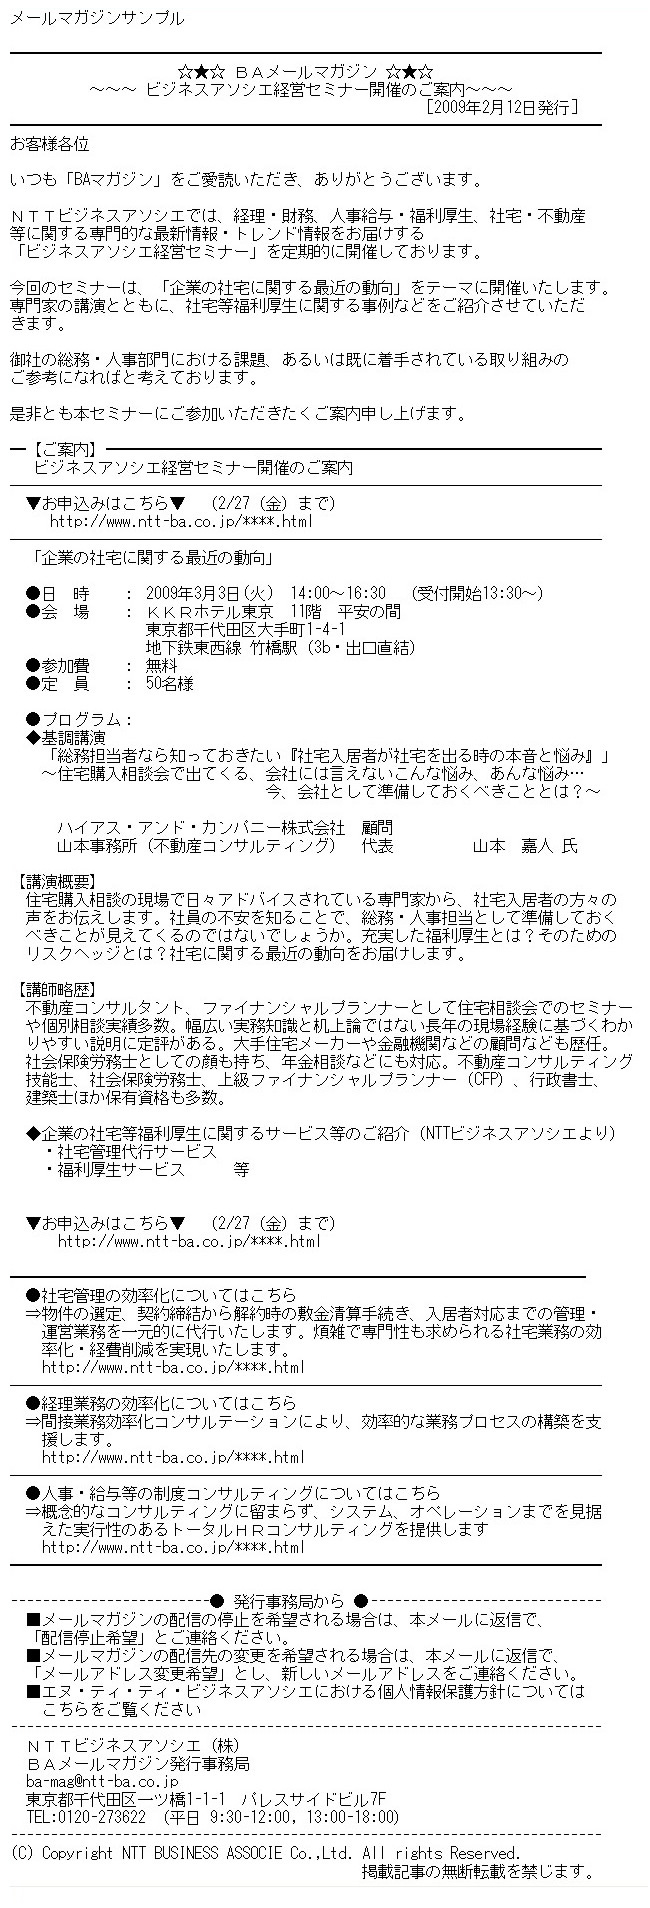 メールマガジンサンプル
☆★☆ ＢＡメールマガジン ☆★☆
～～～ ビジネスアソシエ経営セミナー開催のご案内～～～
[2009年2月12日発行]
お客様各位
いつも「BAマガジン」をご愛読いただき、ありがとうございます。
ＮＴＴビジネスアソシエでは、経理・財務、人事給与・福利厚生、社宅・不動産
等に関する専門的な最新情報・トレンド情報をお届けする
「ビジネスアソシエ経営セミナー」を定期的に開催しております。
今回のセミナーは、「企業の社宅に関する最近の動向」をテーマに開催いたします。
専門家の講演とともに、社宅等福利厚生に関する事例などをご紹介させていただ
きます。
御社の総務・人事部門における課題、あるいは既に着手されている取り組みの
ご参考になればと考えております。
是非とも本セミナーにご参加いただきたくご案内申し上げます。
━【ご案内】━━━━━━━━━━━━━━━━━━━━━━━━━━━━━━━
ビジネスアソシエ経営セミナー開催のご案内
▼お申込みはこちら▼　（2/27（金）まで）
http://www.ntt-ba.co.jp/****.html
「企業の社宅に関する最近の動向」
●日　時　　： 2009年3月3日(火)　14:00～16:30　（受付開始13:30～）
●会　場　　： ＫＫＲホテル東京　11階　平安の間
東京都千代田区大手町1-4-1
地下鉄東西線 竹橋駅（3b・出口直結）
●参加費　　： 無料
●定　員　　： 50名様
●プログラム：
◆基調講演
「総務担当者なら知っておきたい『社宅入居者が社宅を出る時の本音と悩み』」
～住宅購入相談会で出てくる、会社には言えないこんな悩み、あんな悩み…
今、会社として準備しておくべきこととは？～
ハイアス・アンド・カンパニー株式会社　顧問
山本事務所（不動産コンサルティング）　代表　　　　　山本　嘉人 氏
【講演概要】
住宅購入相談の現場で日々アドバイスされている専門家から、社宅入居者の方々の
声をお伝えします。社員の不安を知ることで、総務・人事担当として準備しておく
べきことが見えてくるのではないでしょうか。充実した福利厚生とは？そのための
リスクヘッジとは？社宅に関する最近の動向をお届けします。
【講師略歴】
不動産コンサルタント、ファイナンシャルプランナーとして住宅相談会でのセミナー
や個別相談実績多数。幅広い実務知識と机上論ではない長年の現場経験に基づくわか
りやすい説明に定評がある。大手住宅メーカーや金融機関などの顧問なども歴任。
社会保険労務士としての顔も持ち、年金相談などにも対応。不動産コンサルティング
技能士、社会保険労務士、上級ファイナンシャルプランナー（CFP）、行政書士、
建築士ほか保有資格も多数。
◆企業の社宅等福利厚生に関するサービス等のご紹介（NTTビジネスアソシエより）
・社宅管理代行サービス
・福利厚生サービス　　　等
▼お申込みはこちら▼　（2/27（金）まで）
http://www.ntt-ba.co.jp/****.html
●社宅管理の効率化についてはこちら
⇒物件の選定、契約締結から解約時の敷金清算手続き、入居者対応までの管理・
運営業務を一元的に代行いたします。煩雑で専門性も求められる社宅業務の効
率化・経費削減を実現いたします。
http://www.ntt-ba.co.jp/****.html
●経理業務の効率化についてはこちら
⇒間接業務効率化コンサルテーションにより、効率的な業務プロセスの構築を支
援します。
http://www.ntt-ba.co.jp/****.html
●人事・給与等の制度コンサルティングについてはこちら
⇒概念的なコンサルティングに留まらず、システム、オペレーションまでを見据
えた実行性のあるトータルＨＲコンサルティングを提供します
http://www.ntt-ba.co.jp/****.html
-------------------------● 発行事務局から ●-----------------------------
■メールマガジンの配信の停止を希望される場合は、本メールに返信で、
「配信停止希望」とご連絡ください。
■メールマガジンの配信先の変更を希望される場合は、本メールに返信で、
「メールアドレス変更希望」とし、新しいメールアドレスをご連絡ください。
■エヌ・ティ・ティ・ビジネスアソシエにおける個人情報保護方針については
こちらをご覧ください
ＮＴＴビジネスアソシエ（株）
ＢＡメールマガジン発行事務局
ba-mag@ntt-ba.co.jp
東京都千代田区一ツ橋1-1-1　パレスサイドビル7F
TEL:0120-273622　（平日 9:30-12:00, 13:00-18:00）
(C) Copyright NTT BUSINESS ASSOCIE Co.,Ltd. All rights Reserved.
掲載記事の無断転載を禁じます。